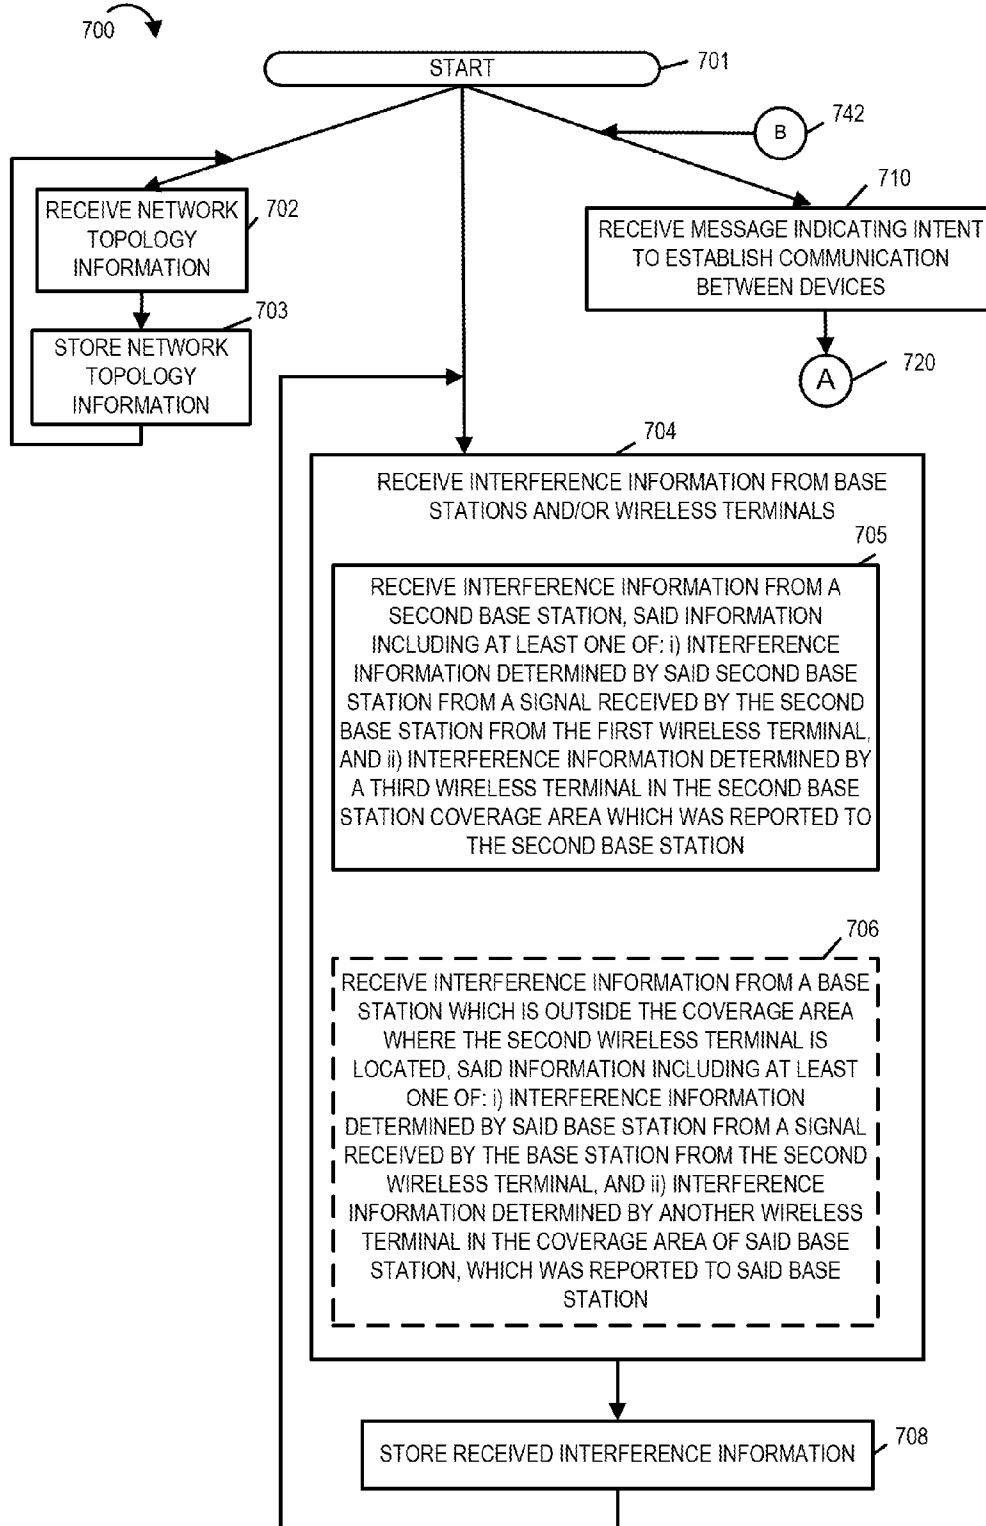 700
START
701
B
742
RECEIVE NETWORK
TOPOLOGY
INFORMATION
702
710
RECEIVE MESSAGE INDICATING INTENT
TO ESTABLISH COMMUNICATION
BETWEEN DEVICES
703
STORE NETWORK
TOPOLOGY
INFORMATION
A
720
704
RECEIVE INTERFERENCE INFORMATION FROM BASE
STATIONS AND/OR WIRELESS TERMINALS
705
RECEIVE INTERFERENCE INFORMATION FROM A
SECOND BASE STATION, SAID INFORMATION
INCLUDING AT LEAST ONE OF: i) INTERFERENCE
INFORMATION DETERMINED BY SAID SECOND BASE
STATION FROM A SIGNAL RECEIVED BY THE SECOND
BASE STATION FROM THE FIRST WIRELESS TERMINAL,
AND ii) INTERFERENCE INFORMATION DETERMINED BY
A THIRD WIRELESS TERMINAL IN THE SECOND BASE
STATION COVERAGE AREA WHICH WAS REPORTED TO
THE SECOND BASE STATION
706
RECEIVE INTERFERENCE INFORMATION FROM A BASE
STATION WHICH IS OUTSIDE THE COVERAGE AREA
WHERE THE SECOND WIRELESS TERMINAL IS
LOCATED, SAID INFORMATION INCLUDING AT LEAST
ONE OF: i) INTERFERENCE INFORMATION
DETERMINED BY SAID BASE STATION FROM A SIGNAL
RECEIVED BY THE BASE STATION FROM THE SECOND
WIRELESS TERMINAL, AND ii) INTERFERENCE
INFORMATION DETERMINED BY ANOTHER WIRELESS
TERMINAL IN THE COVERAGE AREA OF SAID BASE
STATION, WHICH WAS REPORTED TO SAID BASE
STATION
STORE RECEIVED INTERFERENCE INFORMATION
708